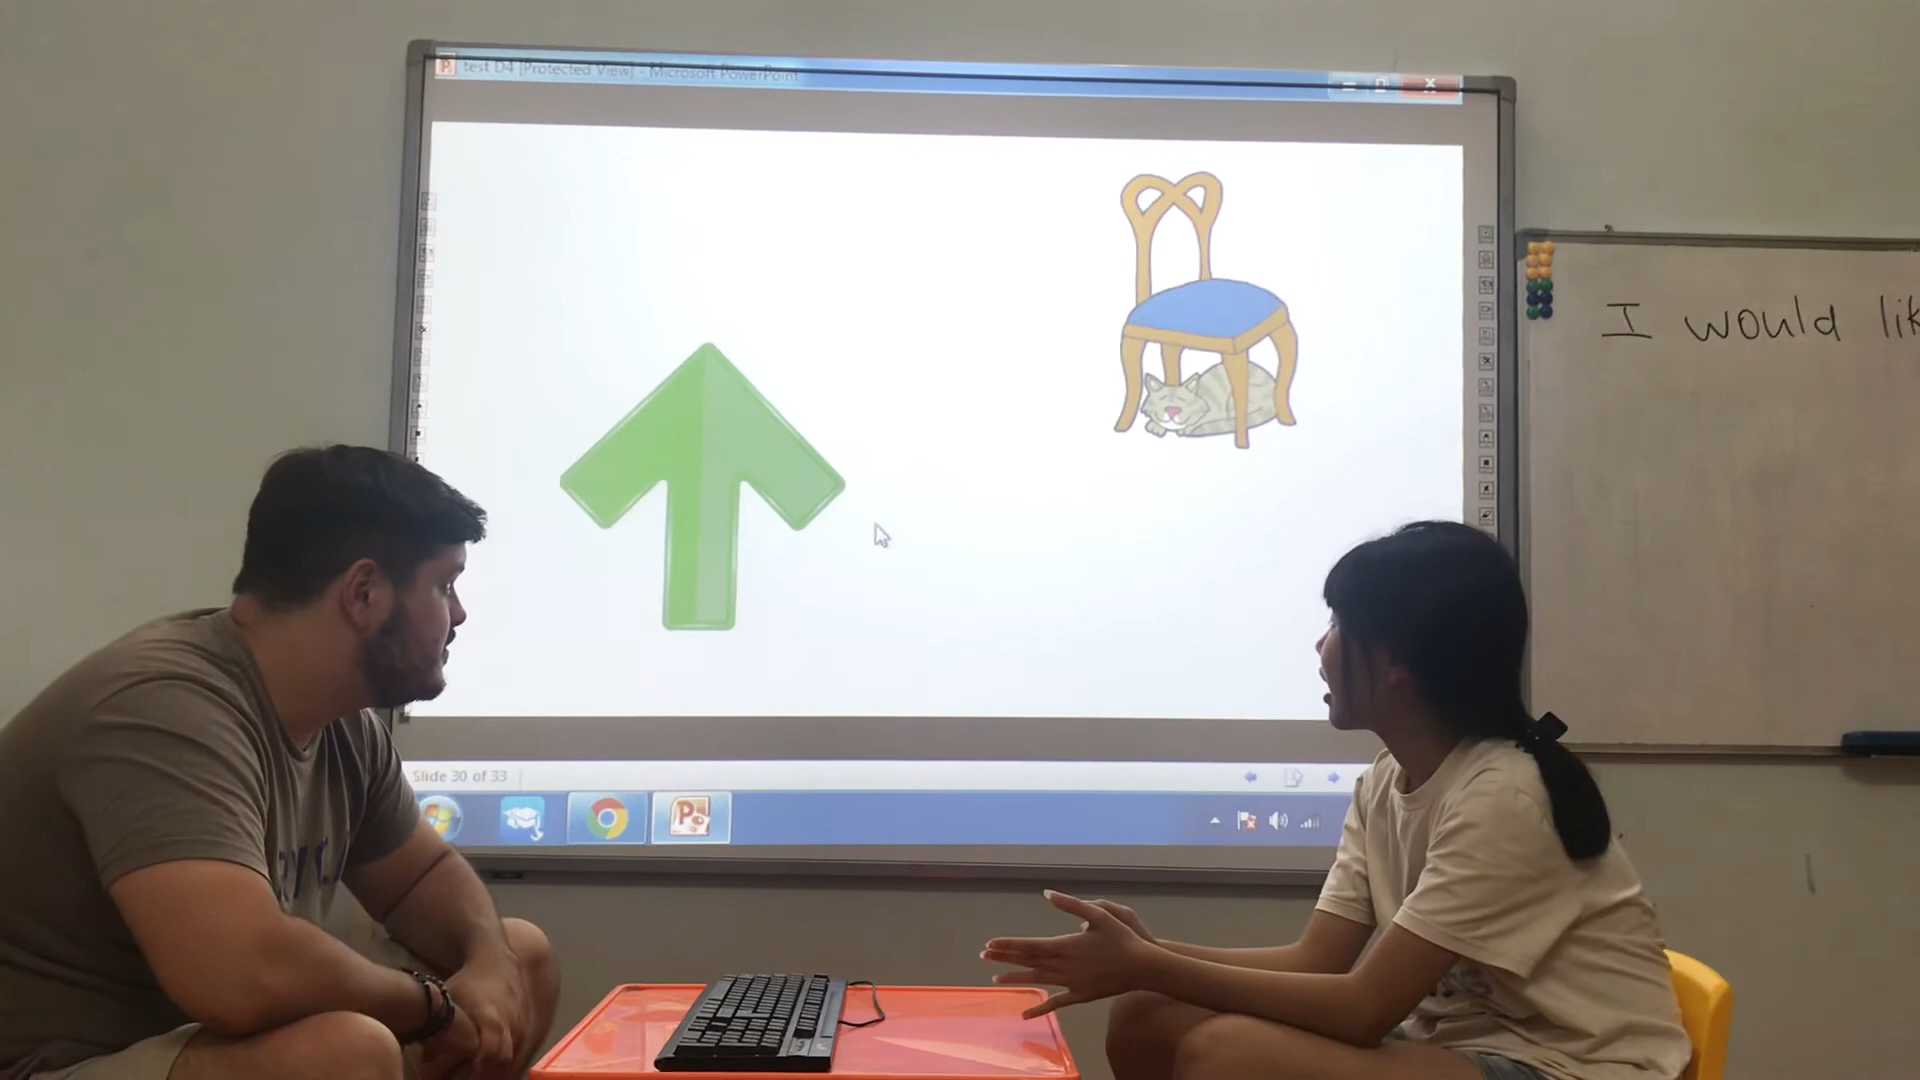 test D4 [Protected View] - Microsoft PowerPoint
I would lik
Slide 30 of 33